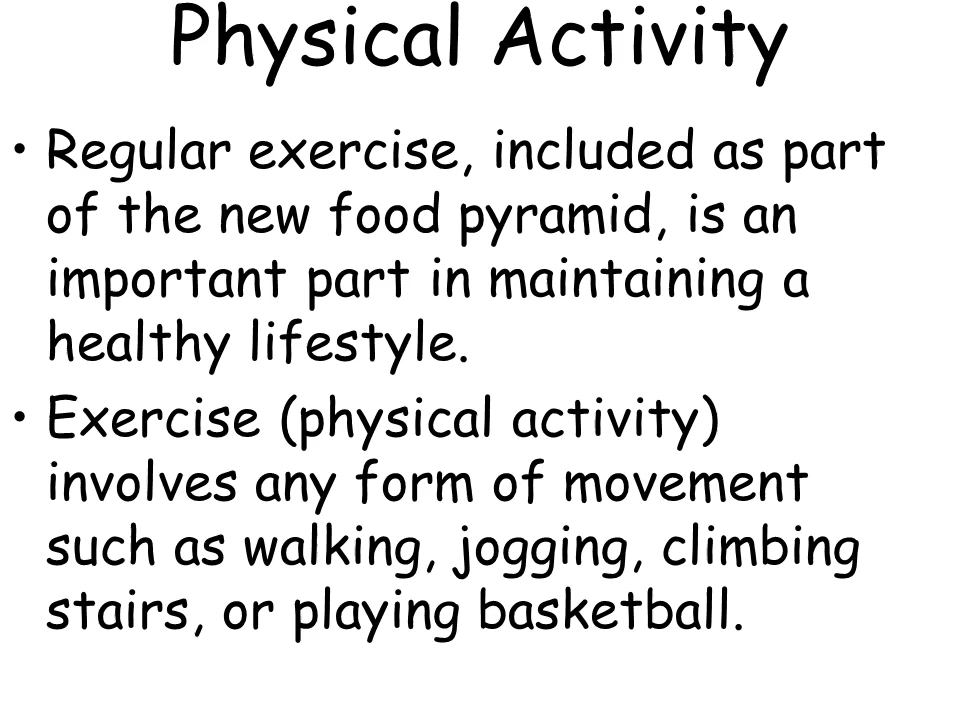 Physical Activity
• Regular exercise, included as part
of the new food pyramid, is an
important part in maintaining a
healthy lifestyle.
• Exercise (physical activity)
involves any form of movement
such as walking, jogging, climbing
stairs, or playing basketball.